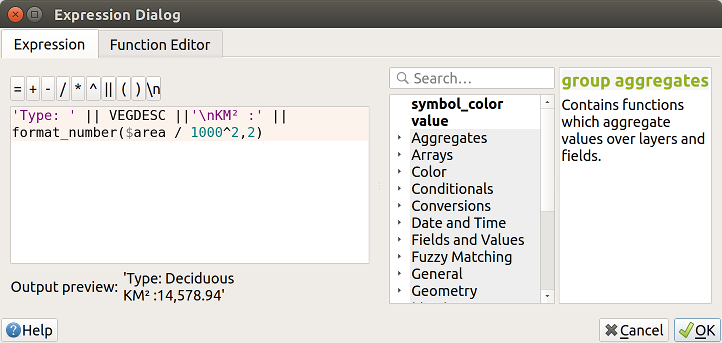 Expression Dialog
Expression
Function Editor
= + - / * ^ || ( ) \n
'Type: ' || VEGDESC ||'\nKM² :' ||
format_number($area / 1000^2,2)
Output preview:
'Type: Deciduous
KM² :14,578.94'
Search…
symbol_color
value
Aggregates
Arrays
Color
Conditionals
Conversions
Date and Time
Fields and Values
Fuzzy Matching
General
Geometry
group aggregates
Contains functions
which aggregate
values over layers and
fields.
Help
Cancel
OK